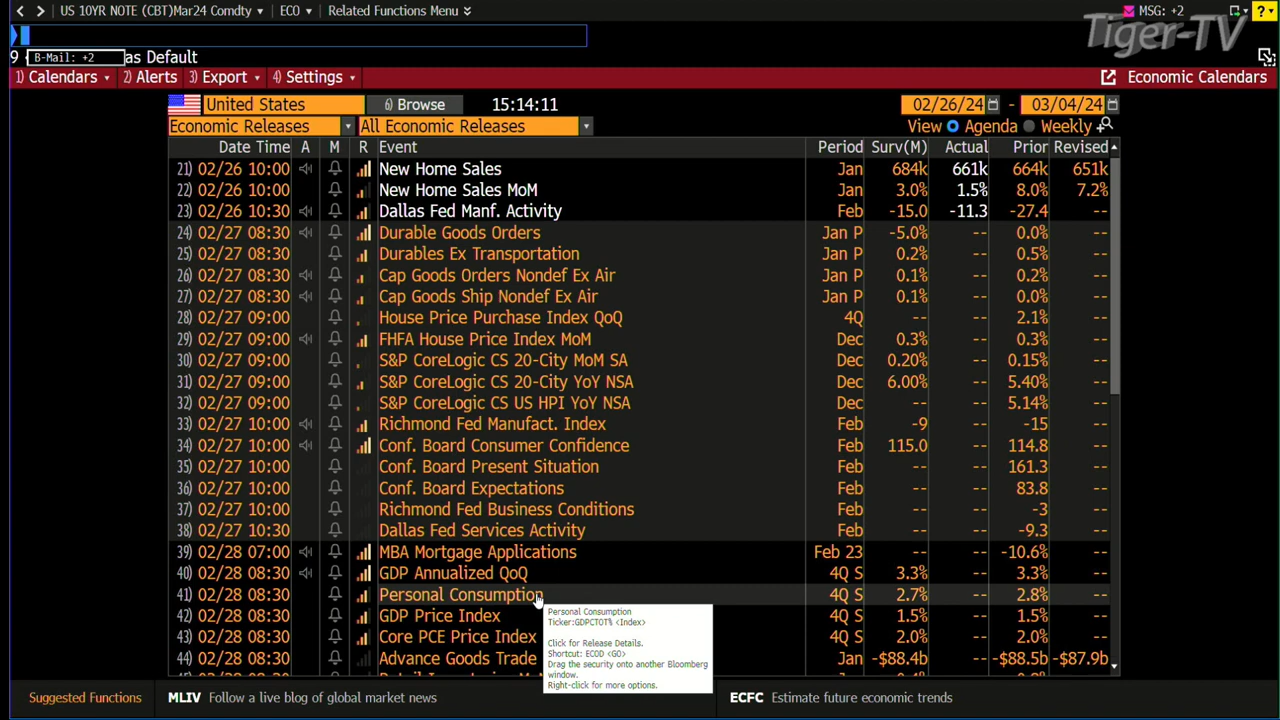 US 10YR NOTE (CBT)Mar24 Comdty ECO Related Functions Menu MSG: +2
Tiger-TV
9 B-Mail: +2 as Default
1) Calendars 2) Alerts 3) Export 4) Settings Economic Calendars
United States 6) Browse 15:14:11 02/26/24 - 03/04/24
Economic Releases All Economic Releases View Agenda Weekly
Date Time A M R Event Period Surv(M) Actual Prior Revised
21) 02/26 10:00 New Home Sales Jan 684k 661k 664k 651k
22) 02/26 10:00 New Home Sales MoM Jan 3.0% 1.5% 8.0% 7.2%
23) 02/26 10:30 Dallas Fed Manf. Activity Feb -15.0 -11.3 -27.4 --
24) 02/27 08:30 Durable Goods Orders Jan P -5.0% -- 0.0% --
25) 02/27 08:30 Durables Ex Transportation Jan P 0.2% -- 0.5% --
26) 02/27 08:30 Cap Goods Orders Nondef Ex Air Jan P 0.1% -- 0.2% --
27) 02/27 08:30 Cap Goods Ship Nondef Ex Air Jan P 0.1% -- 0.0% --
28) 02/27 09:00 House Price Purchase Index QoQ 4Q -- -- 2.1% --
29) 02/27 09:00 FHFA House Price Index MoM Dec 0.3% -- 0.3% --
30) 02/27 09:00 S&P CoreLogic CS 20-City MoM SA Dec 0.20% -- 0.15% --
31) 02/27 09:00 S&P CoreLogic CS 20-City YoY NSA Dec 6.00% -- 5.40% --
32) 02/27 09:00 S&P CoreLogic CS US HPI YoY NSA Dec -- -- 5.14% --
33) 02/27 10:00 Richmond Fed Manufact. Index Feb -9 -- -15 --
34) 02/27 10:00 Conf. Board Consumer Confidence Feb 115.0 -- 114.8 --
35) 02/27 10:00 Conf. Board Present Situation Feb -- -- 161.3 --
36) 02/27 10:00 Conf. Board Expectations Feb -- -- 83.8 --
37) 02/27 10:00 Richmond Fed Business Conditions Feb -- -- -3 --
38) 02/27 10:30 Dallas Fed Services Activity Feb -- -- -9.3 --
39) 02/28 07:00 MBA Mortgage Applications Feb 23 -- -- -10.6% --
40) 02/28 08:30 GDP Annualized QoQ 4Q S 3.3% -- 3.3% --
41) 02/28 08:30 Personal Consumption 4Q S 2.7% -- 2.8% --
42) 02/28 08:30 GDP Price Index 4Q S 1.5% -- 1.5% --
43) 02/28 08:30 Core PCE Price Index 4Q S 2.0% -- 2.0% --
44) 02/28 08:30 Advance Goods Trade Jan -$88.4b -- -$88.5b -$87.9b
Personal Consumption
Ticker:GDPCTOT% <Index>
Click for Release Details.
Shortcut: ECOD <GO>
Drag the security onto another Bloomberg
window.
Right-click for more options.
Suggested Functions MLIV Follow a live blog of global market news ECFC Estimate future economic trends